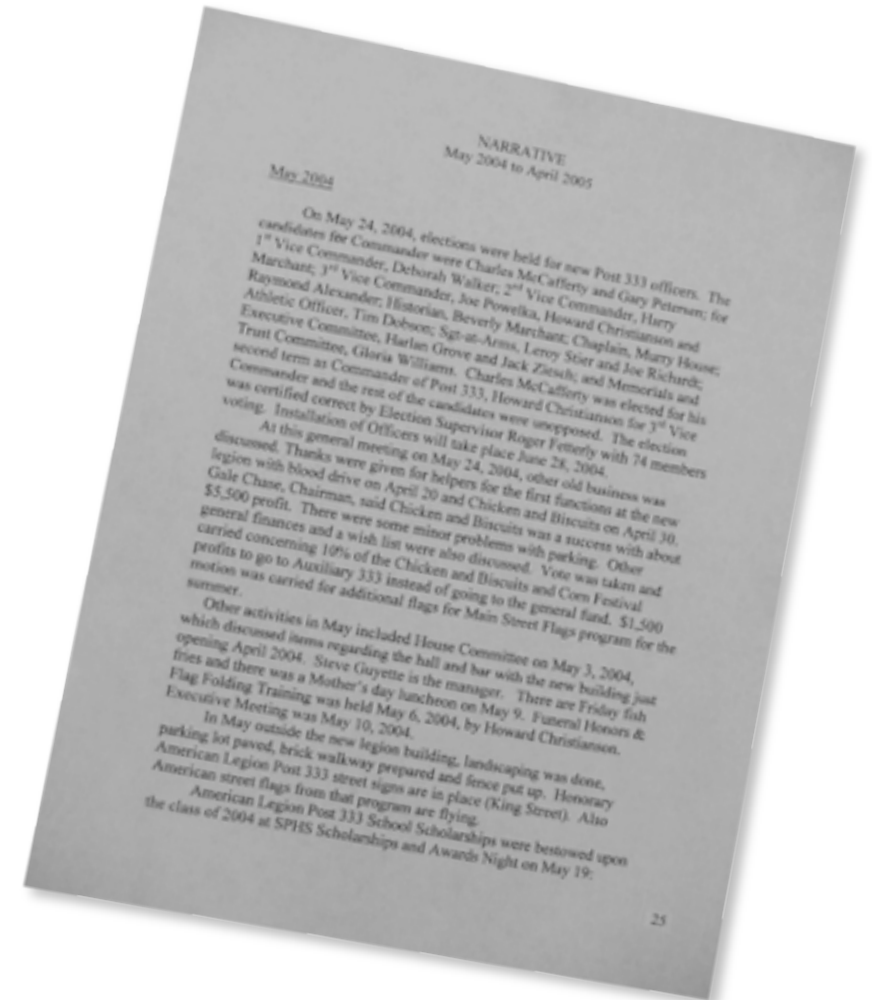 NARRATIVE
May 2004 to April 2005
May 2004
On May 24, 2004, elections were held for new Post 333 officers. The
candidates for Commander were Charles McCafferty and Gary Petersen; for
1st Vice Commander, Deborah Walker; 2nd Vice Commander, Harry
Marchant; 3rd Vice Commander, Joe Powelka, Howard Christianson and
Raymond Alexander; Historian, Beverly Marchant; Chaplain, Murry House;
Athletic Officer, Tim Dobson; Sgt-at-Arms, Leroy Stier and Joe Richardt;
Executive Committee, Harlan Grove and Jack Ziesch; and Memorials and
Trust Committee, Gloria Williams. Charles McCafferty was elected for his
second term as Commander of Post 333, Howard Christianson for 3rd Vice
Commander and the rest of the candidates were unopposed. The election
was certified correct by Election Supervisor Roger Fetterly with 74 members
voting. Installation of Officers will take place June 28, 2004.
At this general meeting on May 24, 2004, other old business was
discussed. Thanks were given for helpers for the first functions at the new
legion with blood drive on April 20 and Chicken and Biscuits on April 30.
Gale Chase, Chairman, said Chicken and Biscuits was a success with about
$5,500 profit. There were some minor problems with parking. Other
general finances and a wish list were also discussed. Vote was taken and
carried concerning 10% of the Chicken and Biscuits and Corn Festival
profits to go to Auxiliary 333 instead of going to the general fund. $1,500
motion was carried for additional flags for Main Street Flags program for the
summer.
Other activities in May included House Committee on May 3, 2004,
which discussed items regarding the hall and bar with the new building just
opening April 2004. Steve Guyette is the manager. There are Friday fish
fries and there was a Mother's day luncheon on May 9. Funeral Honors &
Flag Folding Training was held May 6, 2004, by Howard Christianson.
Executive Meeting was May 10, 2004.
In May outside the new legion building, landscaping was done,
parking lot paved, brick walkway prepared and fence put up. Honorary
American Legion Post 333 street signs are in place (King Street). Also
American street flags from that program are flying.
American Legion Post 333 School Scholarships were bestowed upon
the class of 2004 at SPHS Scholarships and Awards Night on May 19:
25